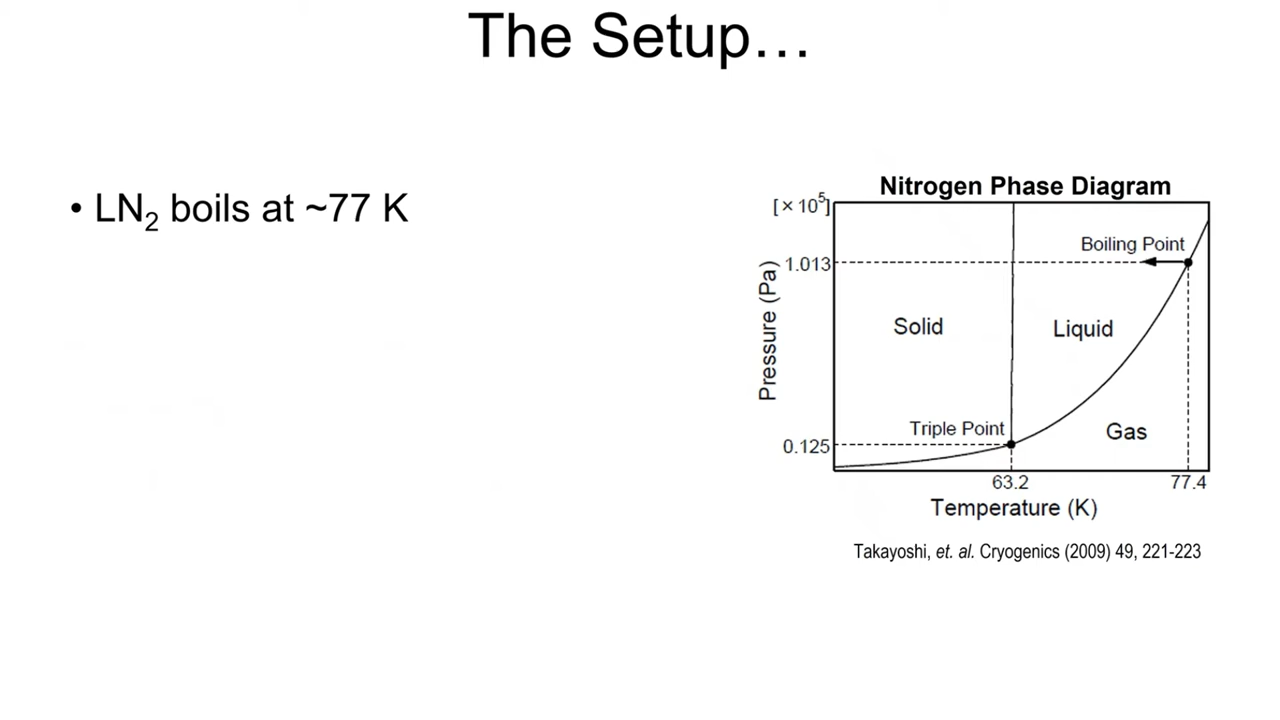 The Setup…
• LN₂ boils at ~77 K
Nitrogen Phase Diagram
[×10⁵]
Boiling Point
1.013
Pressure (Pa)
Solid
Liquid
Triple Point
Gas
0.125
63.2
77.4
Temperature (K)
Takayoshi, et. al. Cryogenics (2009) 49, 221-223